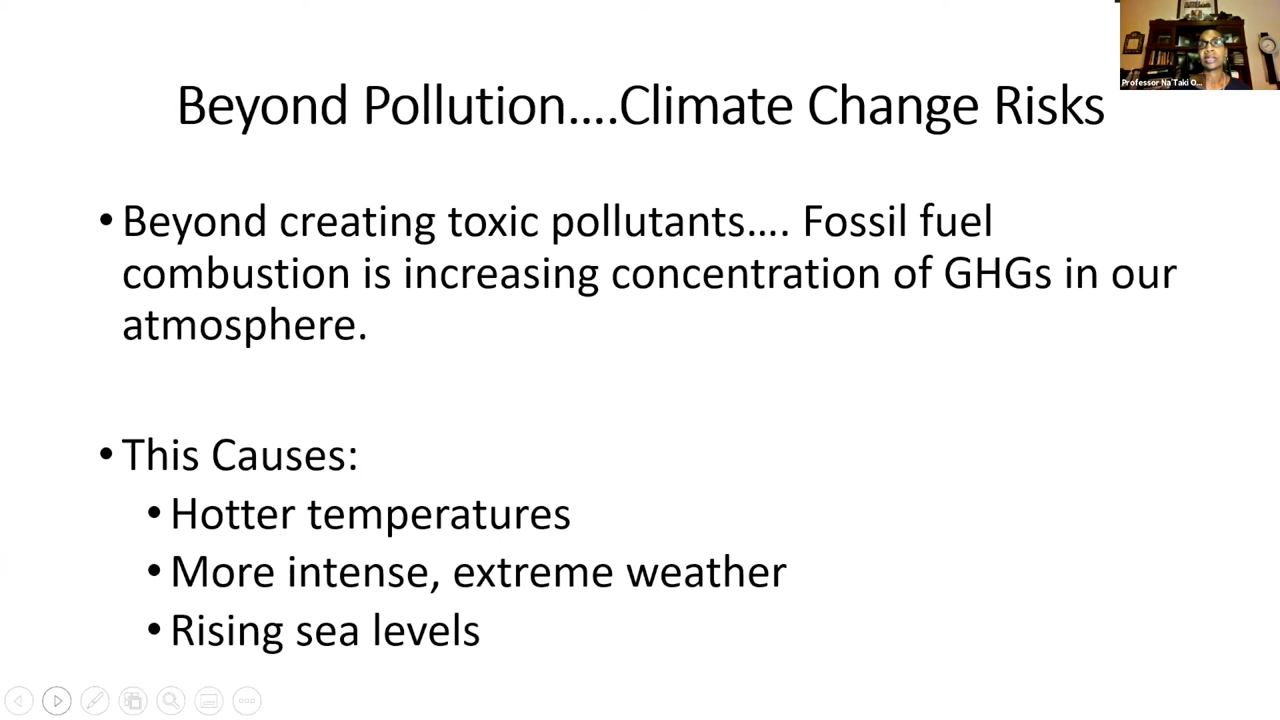 Professor Na'Taki O...
Beyond Pollution….Climate Change Risks
• Beyond creating toxic pollutants…. Fossil fuel
combustion is increasing concentration of GHGs in our
atmosphere.
• This Causes:
• Hotter temperatures
• More intense, extreme weather
• Rising sea levels